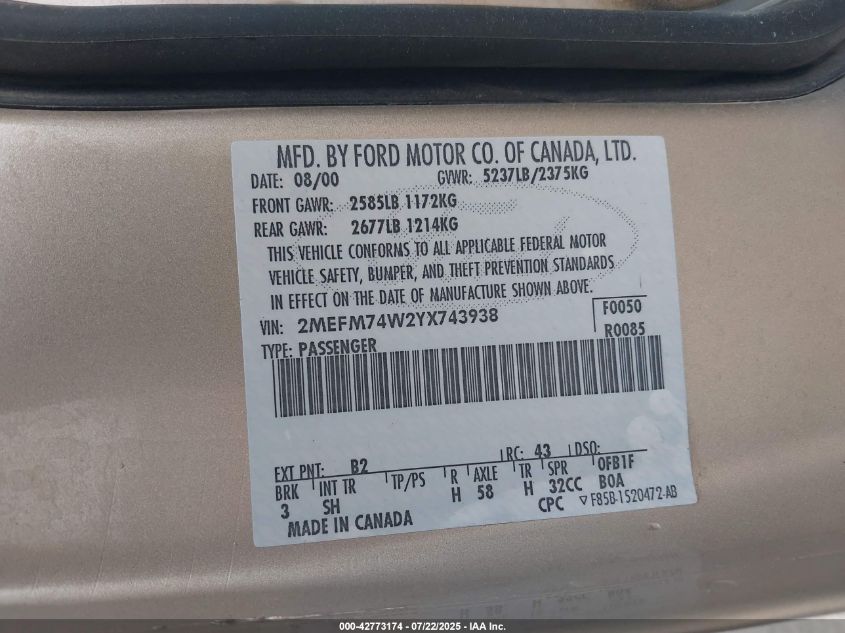 MFD. BY FORD MOTOR CO. OF CANADA, LTD.
DATE: 08/00 GVWR: 5237LB/2375KG
FRONT GAWR: 2585LB 1172KG
REAR GAWR: 2677LB 1214KG
THIS VEHICLE CONFORMS TO ALL APPLICABLE FEDERAL MOTOR
VEHICLE SAFETY, BUMPER, AND THEFT PREVENTION STANDARDS
IN EFFECT ON THE DATE OF MANUFACTURE SHOWN ABOVE.
VIN: 2MEFM74W2YX743938 F0050
TYPE: PASSENGER R0085
EXT PNT: B2 RC: 43 DSO:
BRK INT TR TP/PS R AXLE TR SPR 0FB1F
3 SH H 58 H 32CC B0A
MADE IN CANADA CPC ▽F85B-1520472-AB
000-42773174 - 07/22/2025 - IAA Inc.